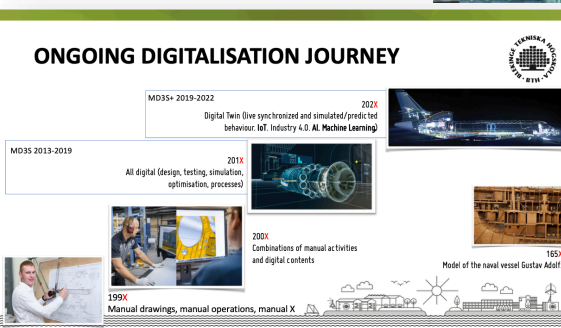 ONGOING DIGITALISATION JOURNEY
BLEKINGE TEKNISKA HÖGSKOLA
BTH
MD3S+ 2019-2022
202X
Digital Twin (live synchronized and simulated/predicted
behaviour. IoT. Industry 4.0. AI. Machine Learning)
MD3S 2013-2019
201X
All digital (design, testing, simulation,
optimisation, processes)
200X
Combinations of manual activities
and digital contents
165X
Model of the naval vessel Gustav Adolf.
199X
Manual drawings, manual operations, manual X